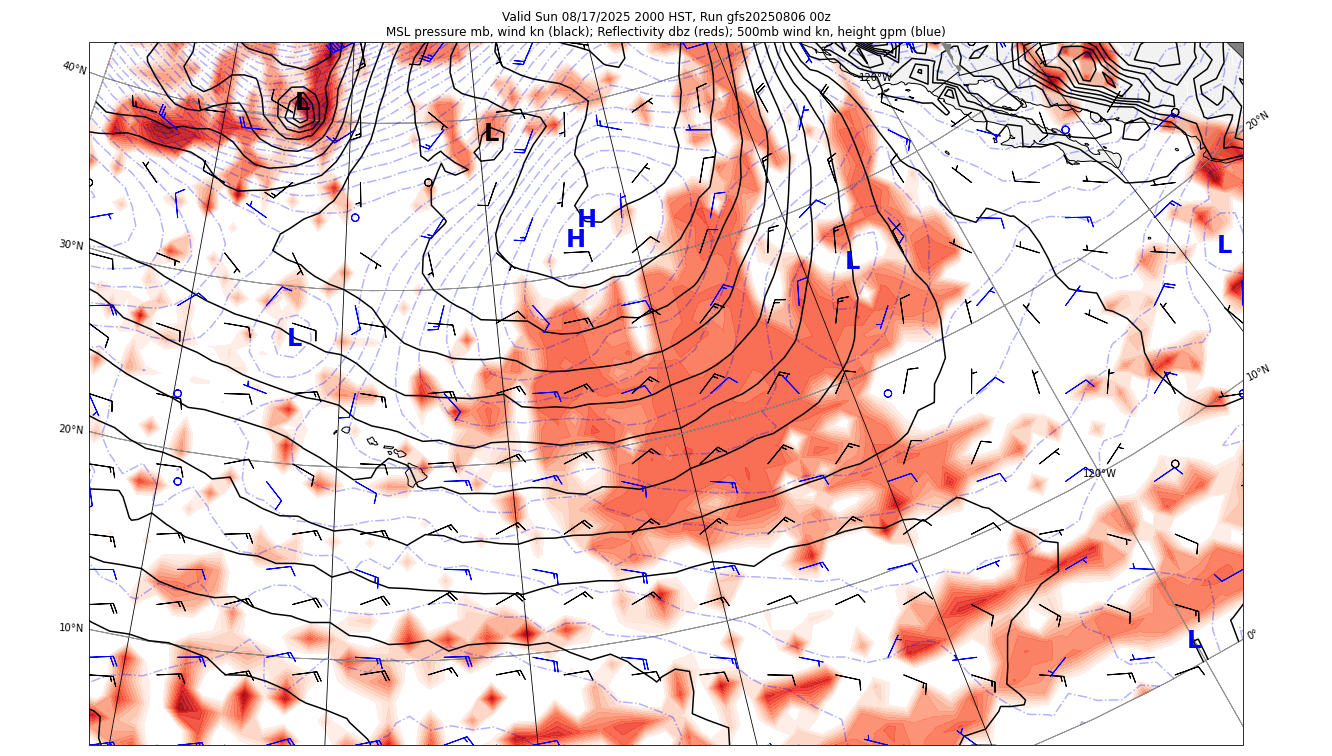 Valid Sun 08/17/2025 2000 HST, Run gfs20250806 00z
MSL pressure mb, wind kn (black); Reflectivity dbz (reds); 500mb wind kn, height gpm (blue)
40°N
120°W
L
20°N
L
H
30°N
H
L
L
L
10°N
20°N
120°W
10°N
0°
L